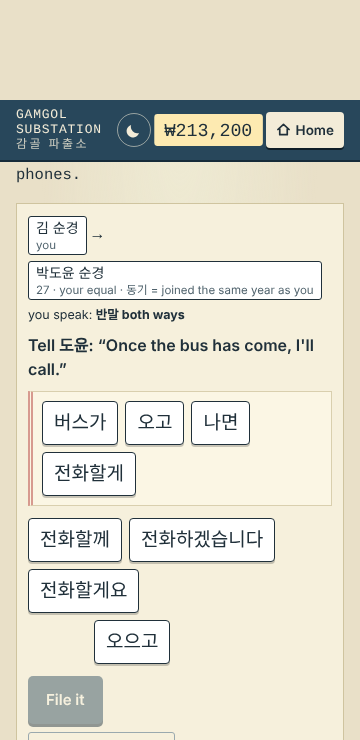 GAMGOL
SUBSTATION
감골 파출소
₩213,200
Home
phones.
김 순경
you
→
박도윤 순경
27 · your equal · 동기 = joined the same year as you
you speak: 반말 both ways
Tell 도윤: “Once the bus has come, I'll
call.”
버스가 오고 나면
전화할게
전화할께 전화하겠습니다
전화할게요
오으고
File it